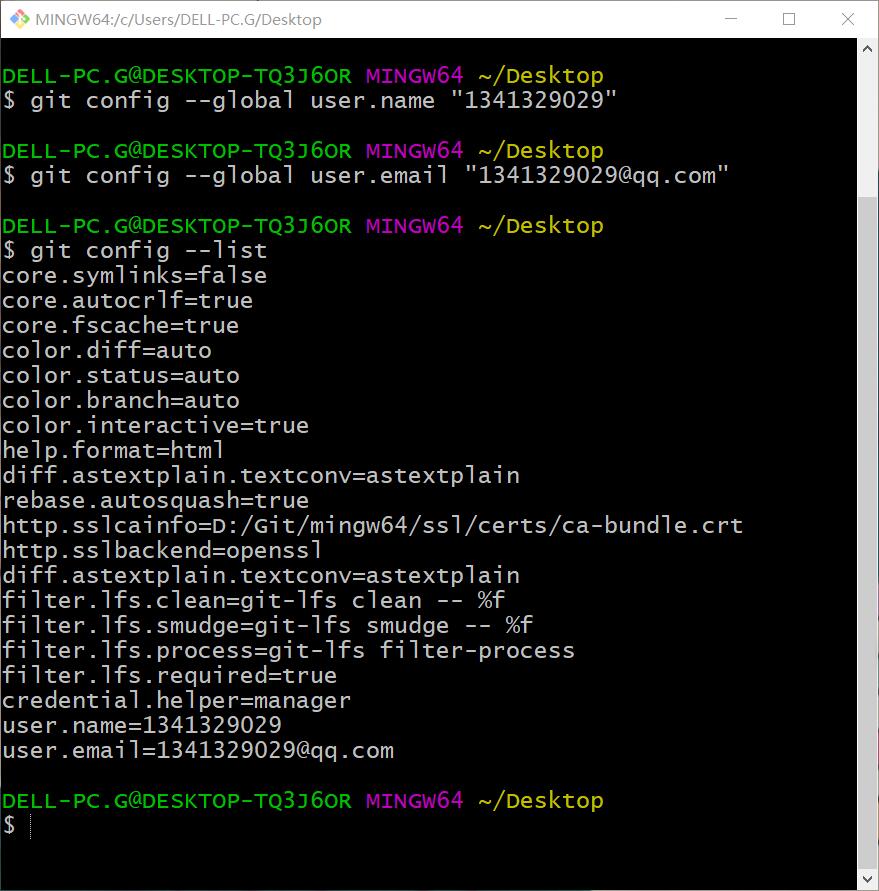 MINGW64:/c/Users/DELL-PC.G/Desktop
DELL-PC.G@DESKTOP-TQ3J6OR MINGW64 ~/Desktop
$ git config --global user.name "1341329029"
DELL-PC.G@DESKTOP-TQ3J6OR MINGW64 ~/Desktop
$ git config --global user.email "1341329029@qq.com"
DELL-PC.G@DESKTOP-TQ3J6OR MINGW64 ~/Desktop
$ git config --list
core.symlinks=false
core.autocrlf=true
core.fscache=true
color.diff=auto
color.status=auto
color.branch=auto
color.interactive=true
help.format=html
diff.astextplain.textconv=astextplain
rebase.autosquash=true
http.sslcainfo=D:/Git/mingw64/ssl/certs/ca-bundle.crt
http.sslbackend=openssl
diff.astextplain.textconv=astextplain
filter.lfs.clean=git-lfs clean -- %f
filter.lfs.smudge=git-lfs smudge -- %f
filter.lfs.process=git-lfs filter-process
filter.lfs.required=true
credential.helper=manager
user.name=1341329029
user.email=1341329029@qq.com
DELL-PC.G@DESKTOP-TQ3J6OR MINGW64 ~/Desktop
$